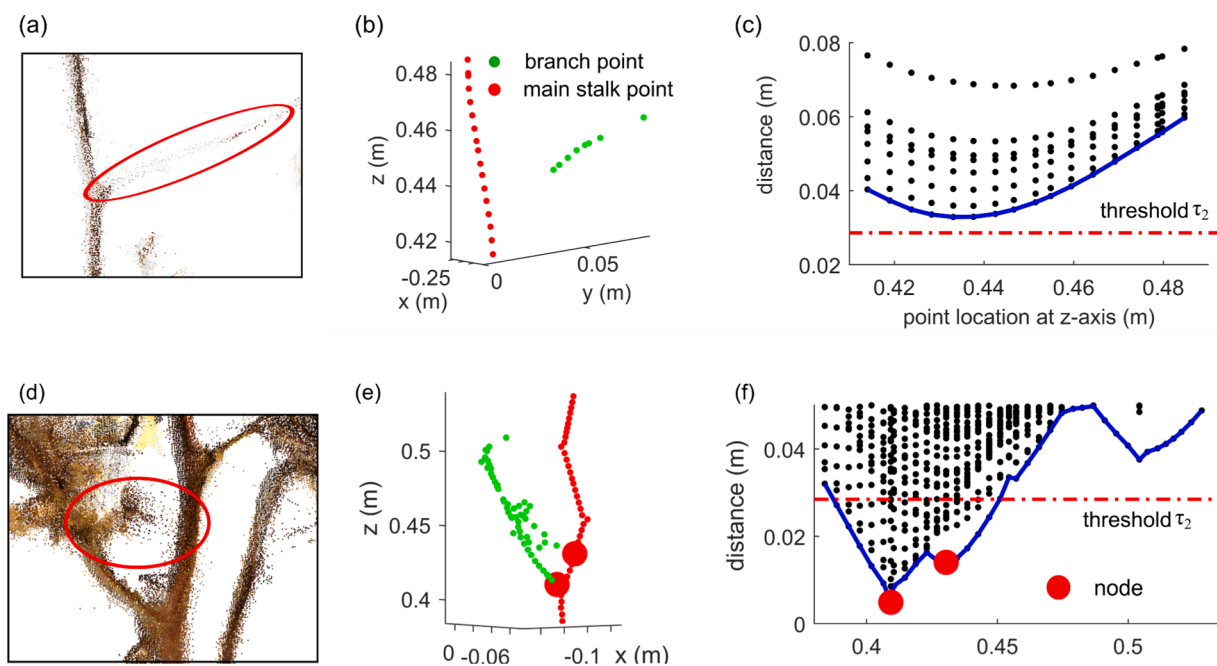 (a)
(b)
branch point
main stalk point
0.48
0.46
0.44
0.42
z (m)
-0.25
x (m)
0
0.05
y (m)
(c)
0.08
0.06
0.04
0.02
distance (m)
threshold τ2
0.42
0.44
0.46
0.48
point location at z-axis (m)
(d)
(e)
0.5
0.45
0.4
z (m)
0
-0.06
-0.1
x (m)
(f)
0.04
0.02
0
distance (m)
threshold τ2
node
0.4
0.45
0.5